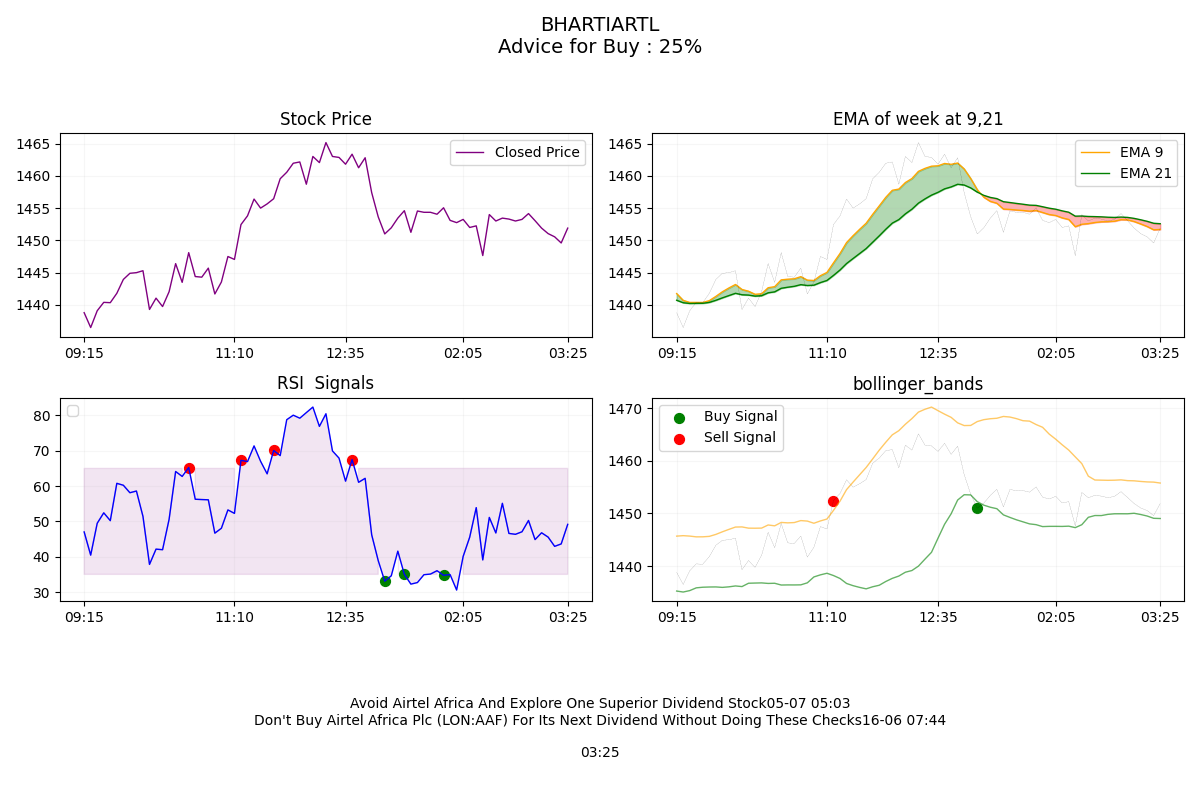 BHARTIARTL
Advice for Buy : 25%
Stock Price
1465
1460
1455
1450
1445
1440
Closed Price
09:15 11:10 12:35 02:05 03:25
EMA of week at 9,21
1465
1460
1455
1450
1445
1440
EMA 9
EMA 21
09:15 11:10 12:35 02:05 03:25
RSI  Signals
80
70
60
50
40
30
09:15 11:10 12:35 02:05 03:25
bollinger_bands
1470
1460
1450
1440
Buy Signal
Sell Signal
09:15 11:10 12:35 02:05 03:25
Avoid Airtel Africa And Explore One Superior Dividend Stock05-07 05:03
Don't Buy Airtel Africa Plc (LON:AAF) For Its Next Dividend Without Doing These Checks16-06 07:44
03:25